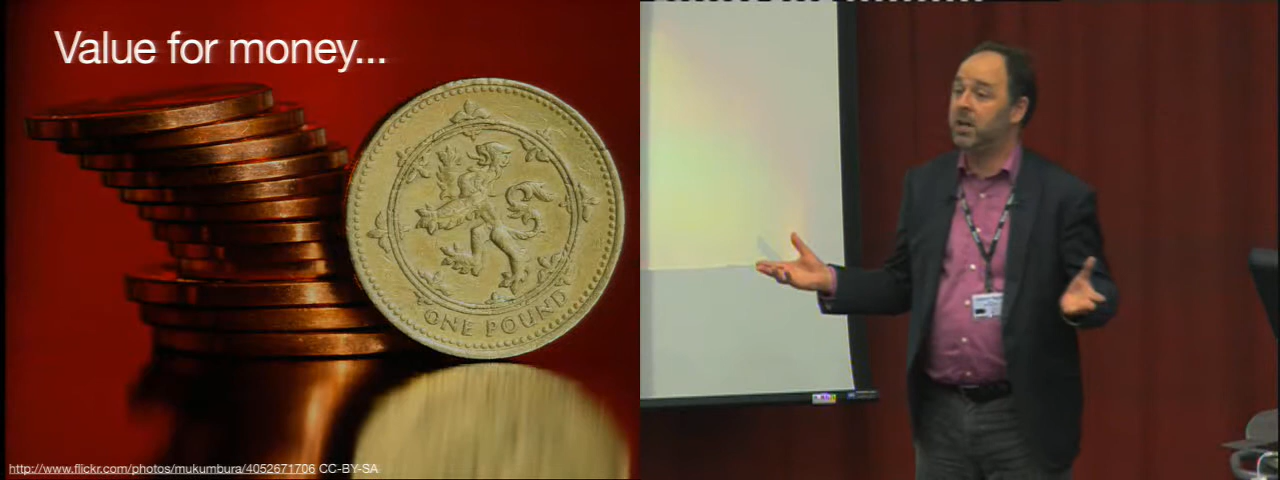 Value for money...
ONE POUND
http://www.flickr.com/photos/mukumbura/4052671706 CC-BY-SA